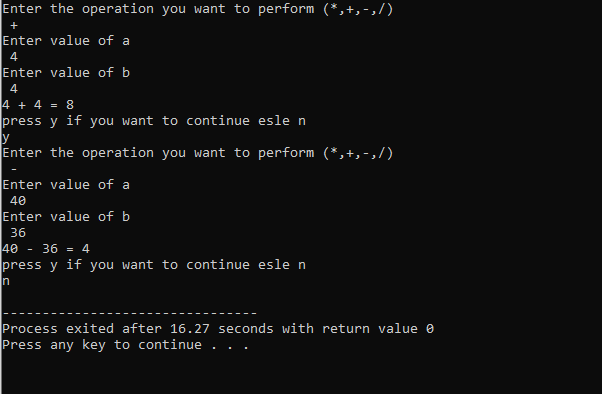 Enter the operation you want to perform (*,+,-,/)
+
Enter value of a
4
Enter value of b
4
4 + 4 = 8
press y if you want to continue esle n
y
Enter the operation you want to perform (*,+,-,/)
-
Enter value of a
40
Enter value of b
36
40 - 36 = 4
press y if you want to continue esle n
n
--------------------------------
Process exited after 16.27 seconds with return value 0
Press any key to continue . . .